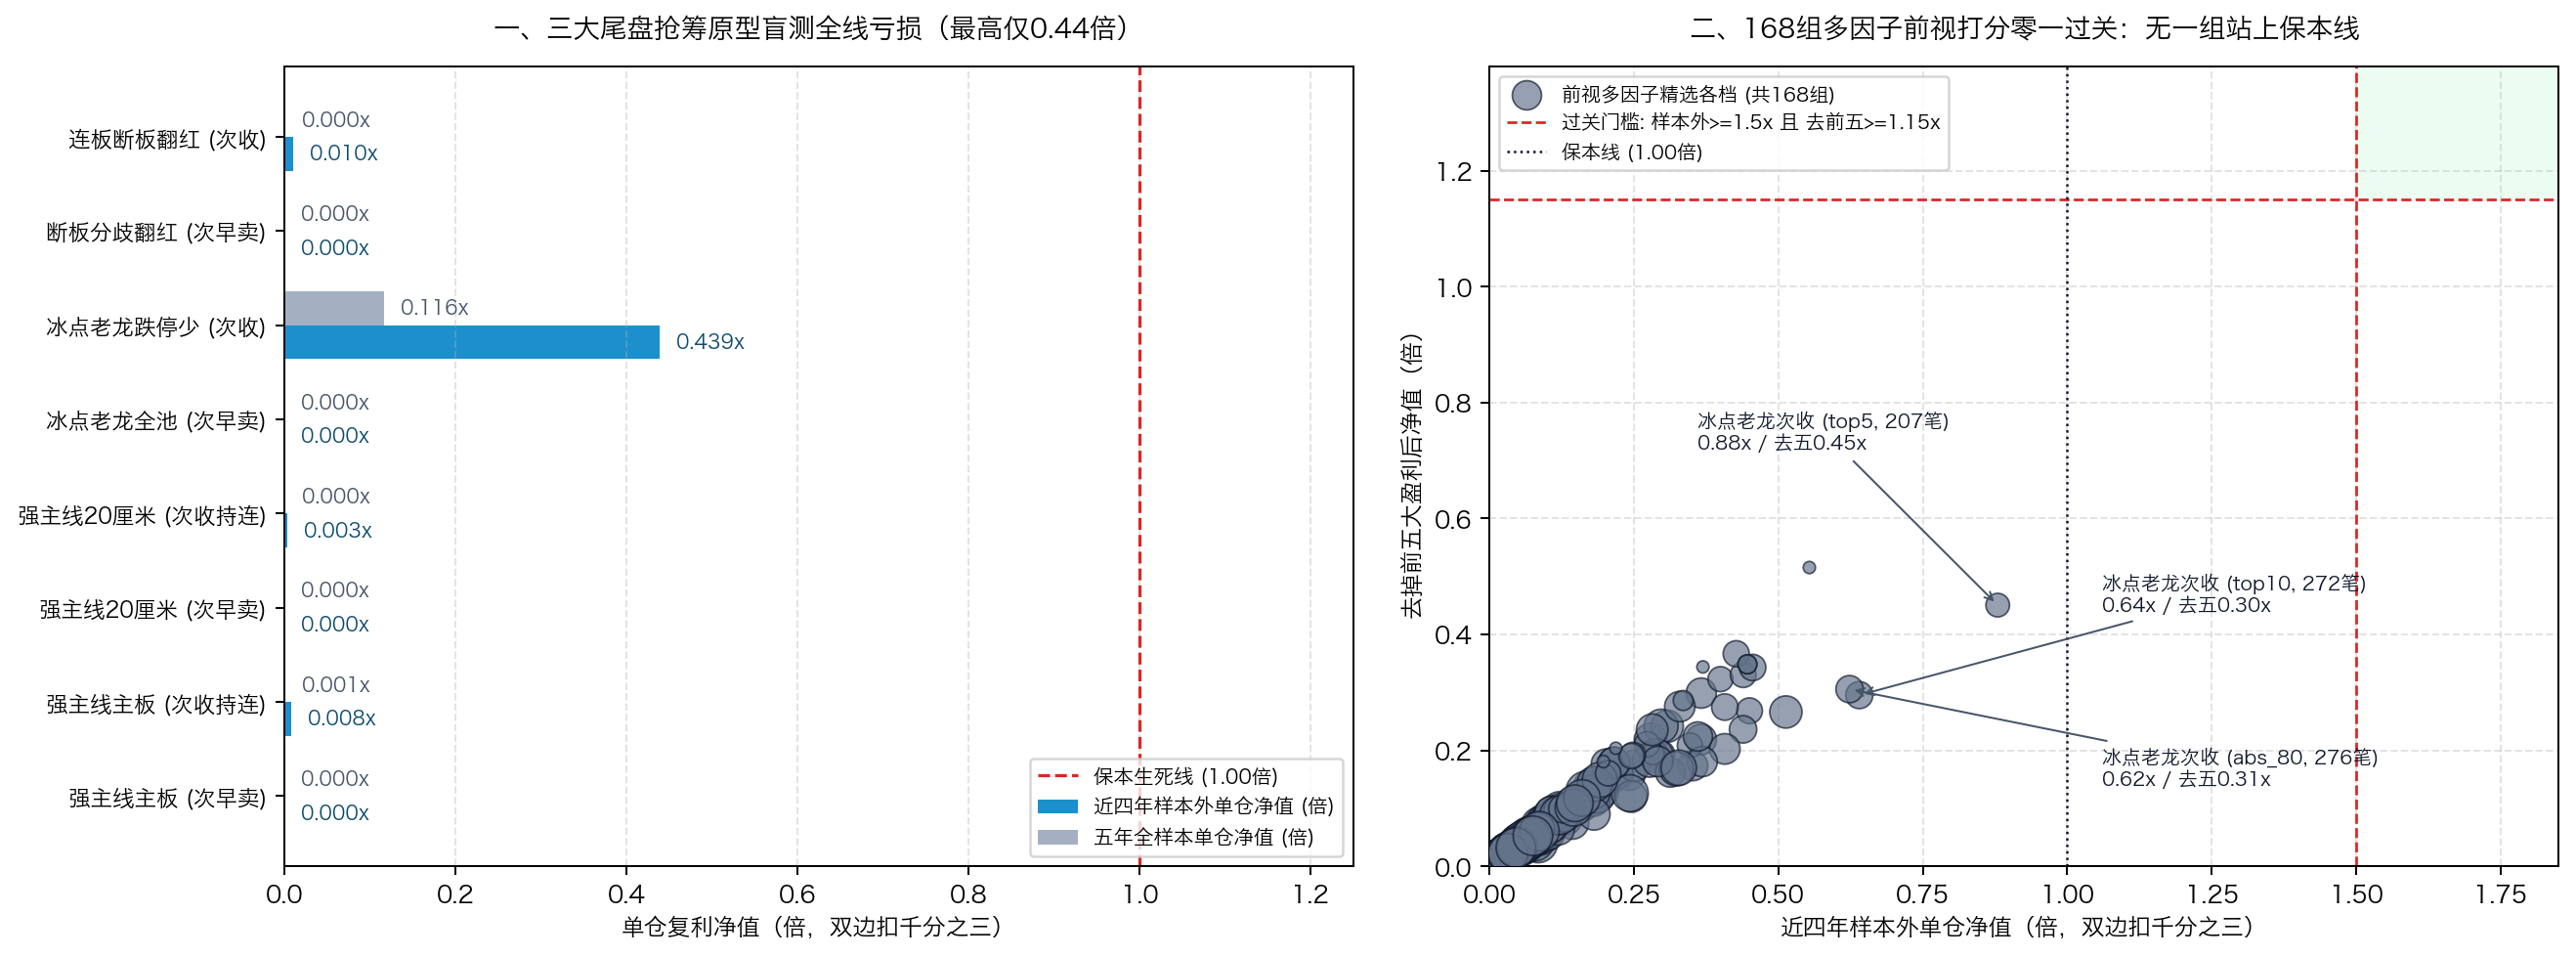 一、三大尾盘抢筹原型盲测全线亏损（最高仅0.44倍）
连板断板翻红 (次收)
断板分歧翻红 (次早卖)
冰点老龙跌停少 (次收)
冰点老龙全池 (次早卖)
强主线20厘米 (次收持连)
强主线20厘米 (次早卖)
强主线主板 (次收持连)
强主线主板 (次早卖)
0.000x
0.010x
0.000x
0.000x
0.116x
0.439x
0.000x
0.000x
0.000x
0.003x
0.000x
0.000x
0.001x
0.008x
0.000x
0.000x
保本生死线 (1.00倍)
近四年样本外单仓净值 (倍)
五年全样本单仓净值 (倍)
0.0 0.2 0.4 0.6 0.8 1.0 1.2
单仓复利净值（倍，双边扣千分之三）
二、168组多因子前视打分零一过关：无一组站上保本线
前视多因子精选各档 (共168组)
过关门槛: 样本外>=1.5x 且 去前五>=1.15x
保本线 (1.00倍)
去掉前五大盈利后净值（倍）
1.2
1.0
0.8
0.6
0.4
0.2
0.0
冰点老龙次收 (top5, 207笔)
0.88x / 去五0.45x
冰点老龙次收 (top10, 272笔)
0.64x / 去五0.30x
冰点老龙次收 (abs_80, 276笔)
0.62x / 去五0.31x
0.00 0.25 0.50 0.75 1.00 1.25 1.50 1.75
近四年样本外单仓净值（倍，双边扣千分之三）